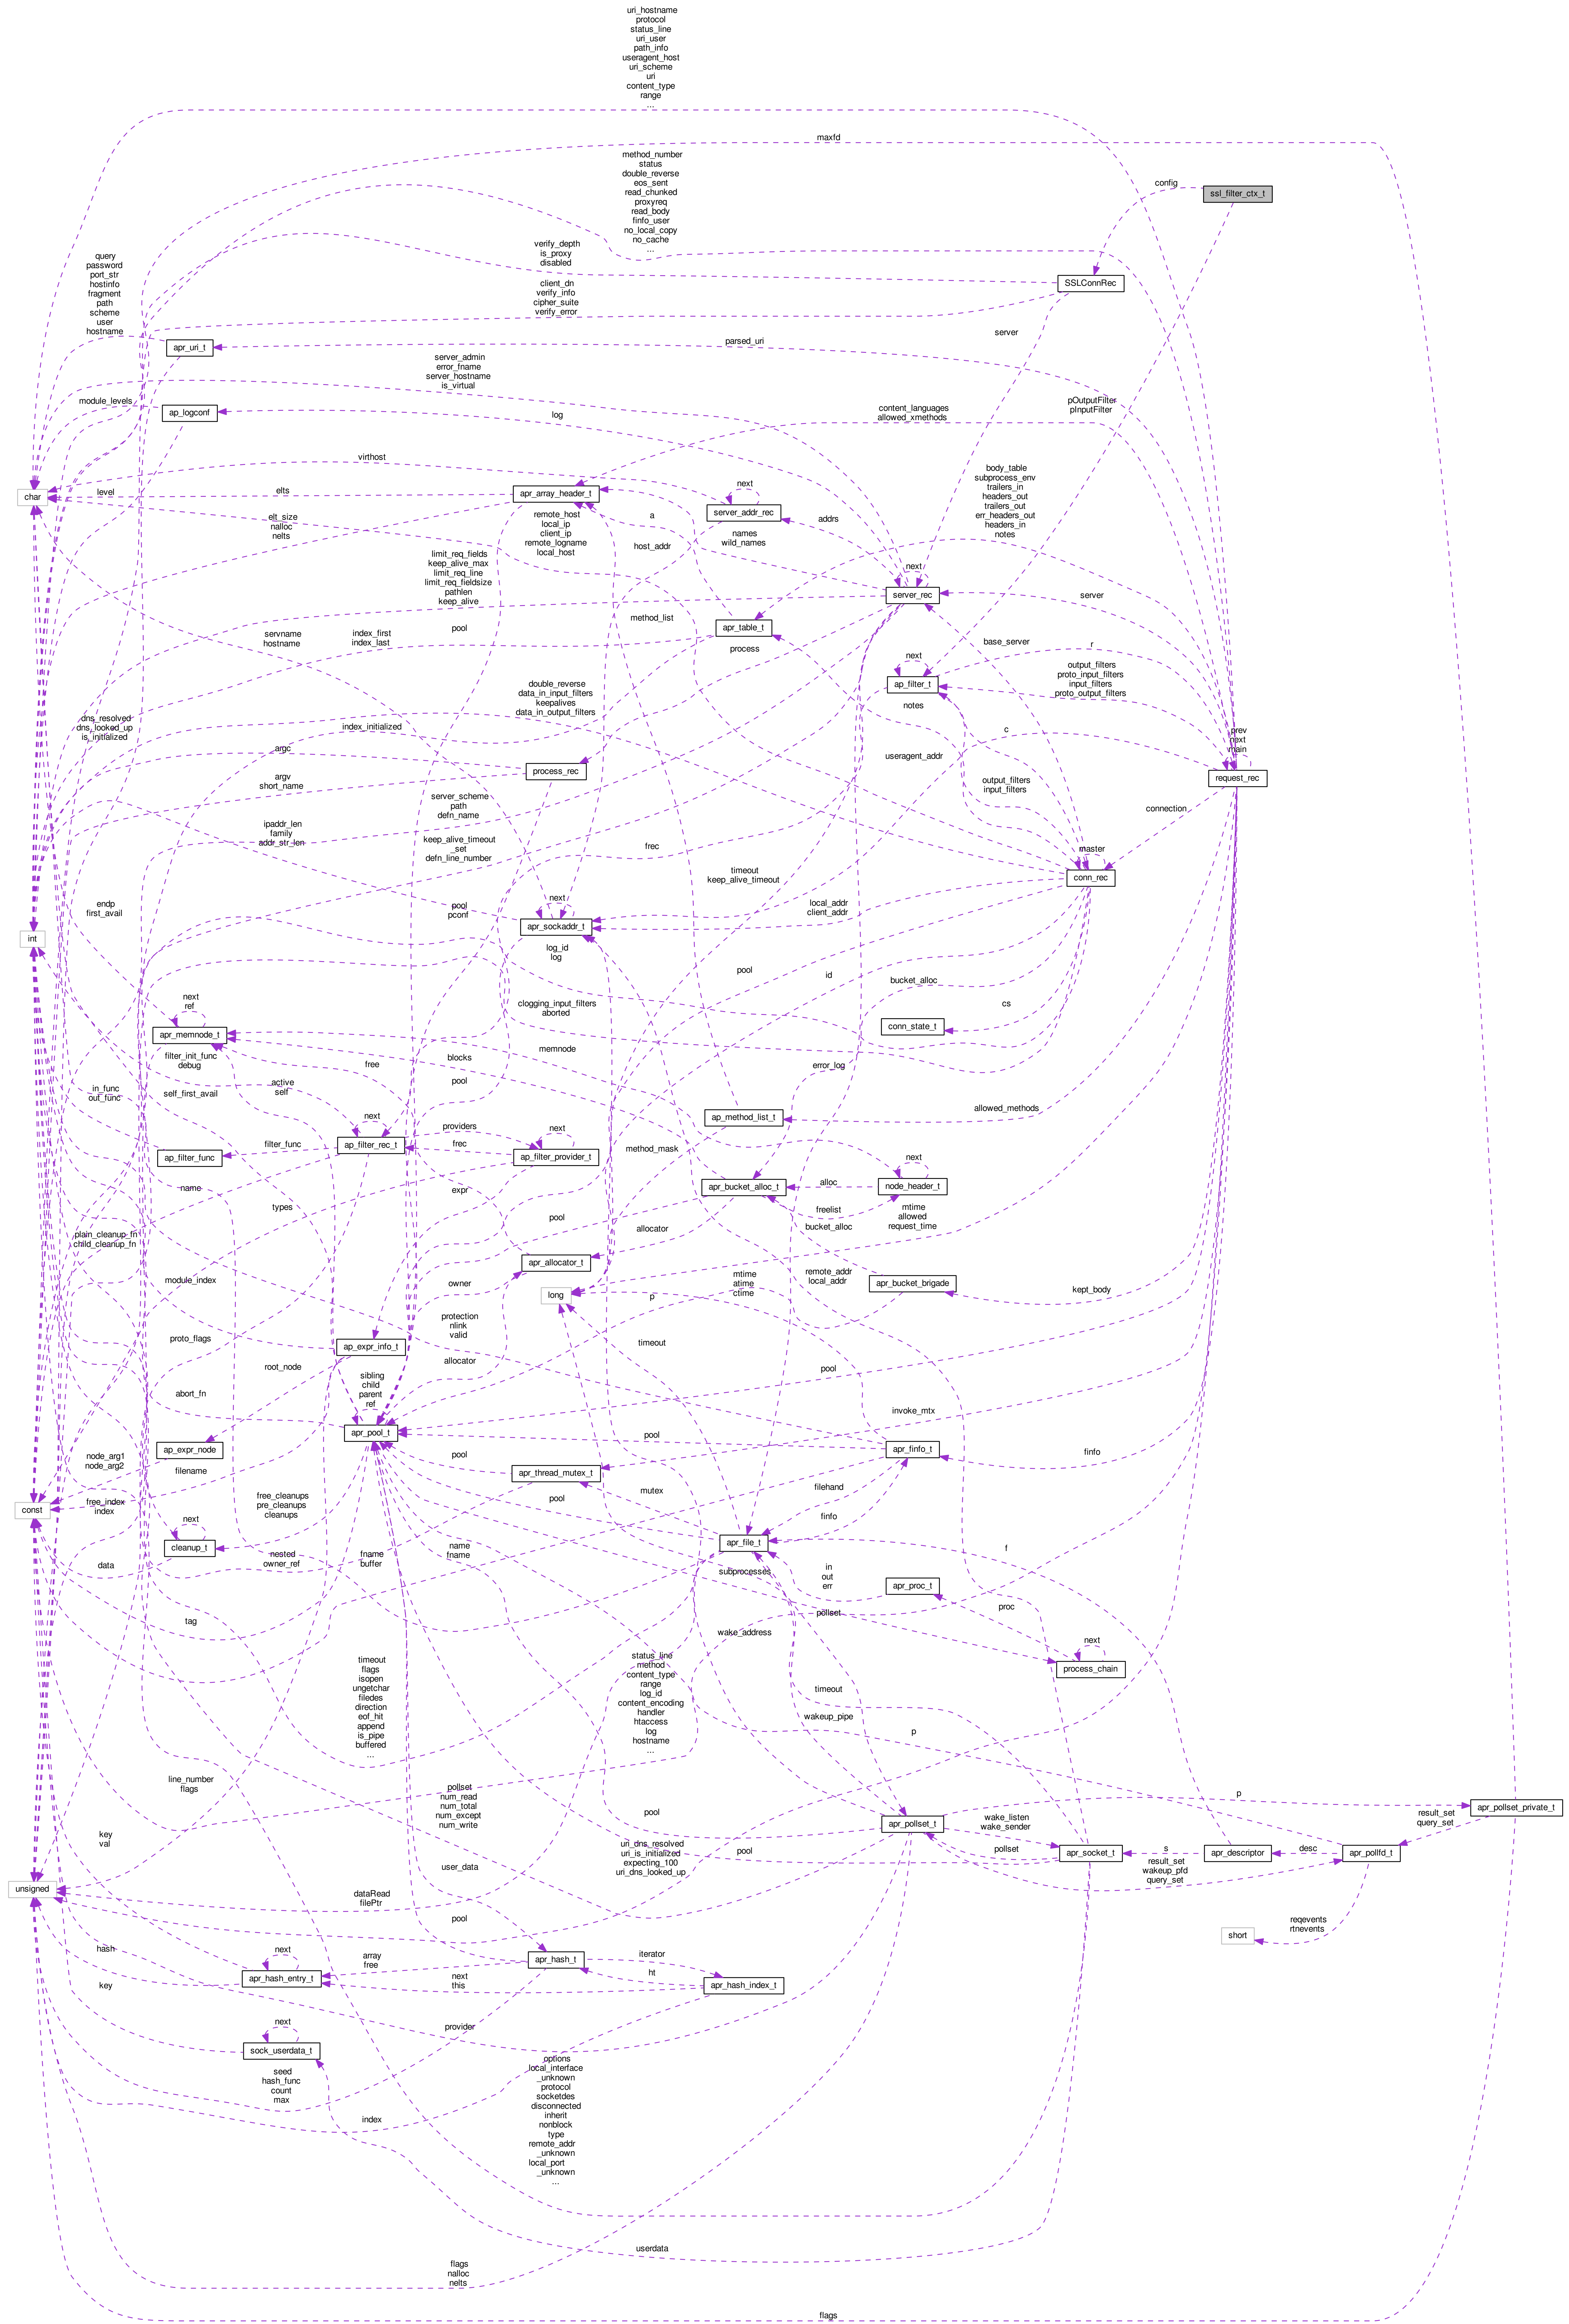 uri_hostname
protocol
status_line
uri_user
path_info
useragent_host
uri_scheme
uri
content_type
range
...
maxfd
method_number
status
double_reverse
eos_sent
read_chunked
proxyreq
read_body
finfo_user
no_local_copy
no_cache
...
config
ssl_filter_ctx_t
verify_depth
is_proxy
disabled
query
password
port_str
hostinfo
fragment
path
scheme
user
hostname
SSLConnRec
client_dn
verify_info
cipher_suite
verify_error
server
apr_uri_t
parsed_uri
server_admin
error_fname
server_hostname
is_virtual
module_levels
ap_logconf
log
content_languages
allowed_xmethods
pOutputFilter
pInputFilter
virthost
char
level
elts
apr_array_header_t
next
server_addr_rec
body_table
subprocess_env
trailers_in
headers_out
trailers_out
err_headers_out
headers_in
notes
elt_size
nalloc
nelts
remote_host
local_ip
client_ip
remote_logname
local_host
a
addrs
names
wild_names
host_addr
limit_req_fields
keep_alive_max
limit_req_line
limit_req_fieldsize
pathlen
keep_alive
next
server_rec
server
servname
hostname
index_first
index_last
pool
method_list
apr_table_t
process
base_server
r
next
ap_filter_t
output_filters
proto_input_filters
input_filters
proto_output_filters
double_reverse
data_in_input_filters
keepalives
data_in_output_filters
notes
dns_resolved
dns_looked_up
is_initialized
index_initialized
c
prev
next
main
argc
process_rec
useragent_addr
request_rec
argv
short_name
output_filters
input_filters
connection
server_scheme
path
defn_name
ipaddr_len
family
addr_str_len
keep_alive_timeout
_set
defn_line_number
frec
master
conn_rec
timeout
keep_alive_timeout
endp
first_avail
pool
pconf
next
apr_sockaddr_t
local_addr
client_addr
int
log_id
log
pool
id
bucket_alloc
next
ref
apr_memnode_t
clogging_input_filters
aborted
cs
conn_state_t
memnode
filter_init_func
debug
blocks
free
error_log
in_func
out_func
self_first_avail
active
self
pool
allowed_methods
ap_method_list_t
next
ap_filter_rec_t
providers
next
ap_filter_provider_t
filter_func
ap_filter_func
frec
method_mask
next
node_header_t
name
expr
apr_bucket_alloc_t
alloc
types
freelist
mtime
allowed
request_time
pool
bucket_alloc
plain_cleanup_fn
child_cleanup_fn
allocator
apr_allocator_t
module_index
owner
long
mtime
atime
ctime
p
remote_addr
local_addr
apr_bucket_brigade
kept_body
protection
nlink
valid
proto_flags
ap_expr_info_t
timeout
root_node
allocator
sibling
child
parent
ref
pool
abort_fn
apr_pool_t
invoke_mtx
ap_expr_node
pool
apr_finfo_t
finfo
node_arg1
node_arg2
filename
pool
apr_thread_mutex_t
filehand
const
free_index
index
free_cleanups
pre_cleanups
cleanups
pool
mutex
finfo
next
cleanup_t
apr_file_t
f
data
nested
owner_ref
fname
buffer
name
fname
subprocesses
in
out
err
apr_proc_t
proc
tag
pollset
wake_address
next
process_chain
timeout
flags
isopen
ungetchar
filedes
direction
eof_hit
append
is_pipe
buffered
...
status_line
method
content_type
range
log_id
content_encoding
handler
htaccess
log
hostname
...
timeout
wakeup_pipe
p
line_number
flags
pollset
num_read
num_total
num_except
num_write
pool
p
apr_pollset_private_t
apr_pollset_t
wake_listen
wake_sender
result_set
query_set
key
val
uri_dns_resolved
uri_is_initialized
expecting_100
uri_dns_looked_up
pool
pollset
apr_socket_t
s
apr_descriptor
desc
apr_pollfd_t
user_data
result_set
wakeup_pfd
query_set
unsigned
dataRead
filePtr
pool
reqevents
rtnevents
short
hash
next
apr_hash_entry_t
array
free
apr_hash_t
iterator
ht
next
this
apr_hash_index_t
key
provider
next
sock_userdata_t
seed
hash_func
count
max
index
options
local_interface
_unknown
protocol
socketdes
disconnected
inherit
nonblock
type
remote_addr
_unknown
local_port
_unknown
...
userdata
flags
nalloc
nelts
flags